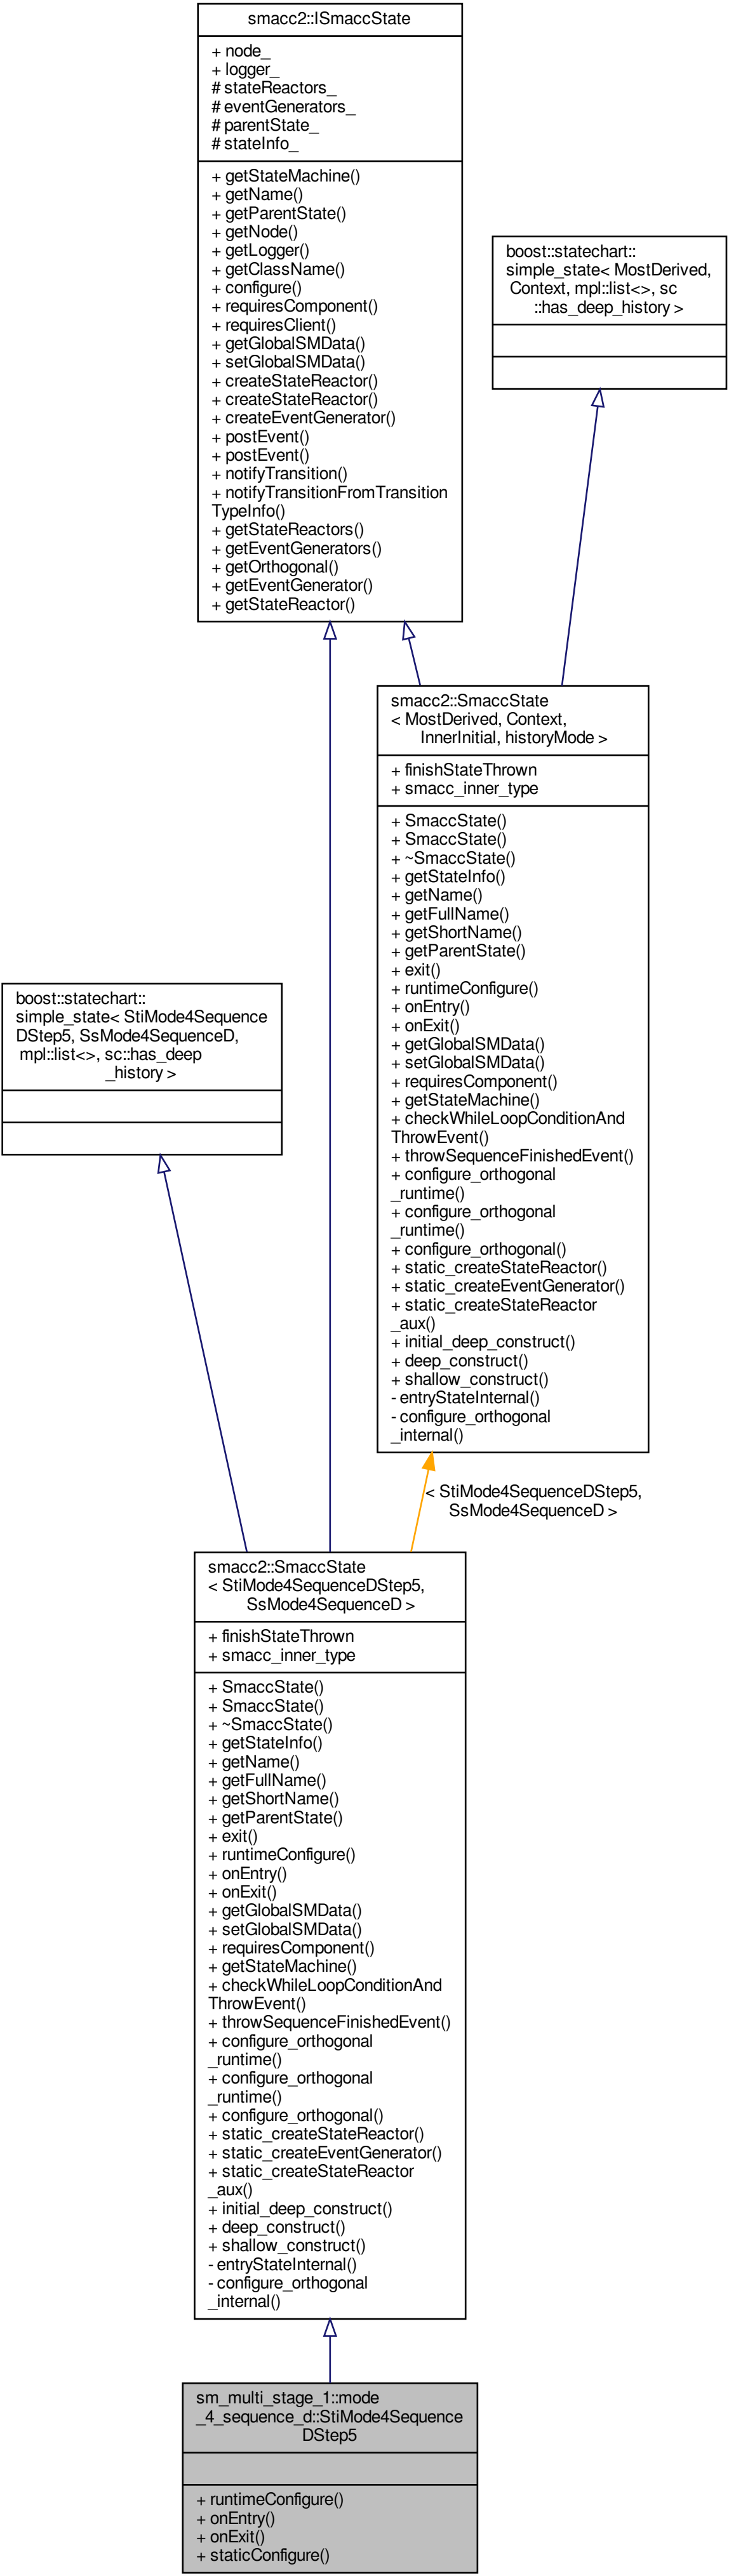 smacc2::ISmaccState
+ node_
+ logger_
# stateReactors_
# eventGenerators_
# parentState_
# stateInfo_
+ getStateMachine()
+ getName()
+ getParentState()
+ getNode()
+ getLogger()
+ getClassName()
+ configure()
+ requiresComponent()
+ requiresClient()
+ getGlobalSMData()
+ setGlobalSMData()
+ createStateReactor()
+ createStateReactor()
+ createEventGenerator()
+ postEvent()
+ postEvent()
+ notifyTransition()
+ notifyTransitionFromTransition
TypeInfo()
+ getStateReactors()
+ getEventGenerators()
+ getOrthogonal()
+ getEventGenerator()
+ getStateReactor()
boost::statechart::
simple_state< MostDerived,
Context, mpl::list<>, sc
::has_deep_history >
smacc2::SmaccState
< MostDerived, Context,
InnerInitial, historyMode >
+ finishStateThrown
+ smacc_inner_type
+ SmaccState()
+ SmaccState()
+ ~SmaccState()
+ getStateInfo()
+ getName()
+ getFullName()
+ getShortName()
+ getParentState()
+ exit()
+ runtimeConfigure()
+ onEntry()
+ onExit()
+ getGlobalSMData()
+ setGlobalSMData()
+ requiresComponent()
+ getStateMachine()
+ checkWhileLoopConditionAnd
ThrowEvent()
+ throwSequenceFinishedEvent()
+ configure_orthogonal
_runtime()
+ configure_orthogonal
_runtime()
+ configure_orthogonal()
+ static_createStateReactor()
+ static_createEventGenerator()
+ static_createStateReactor
_aux()
+ initial_deep_construct()
+ deep_construct()
+ shallow_construct()
- entryStateInternal()
- configure_orthogonal
_internal()
boost::statechart::
simple_state< StiMode4Sequence
DStep5, SsMode4SequenceD,
mpl::list<>, sc::has_deep
_history >
< StiMode4SequenceDStep5,
SsMode4SequenceD >
smacc2::SmaccState
< StiMode4SequenceDStep5,
SsMode4SequenceD >
+ finishStateThrown
+ smacc_inner_type
+ SmaccState()
+ SmaccState()
+ ~SmaccState()
+ getStateInfo()
+ getName()
+ getFullName()
+ getShortName()
+ getParentState()
+ exit()
+ runtimeConfigure()
+ onEntry()
+ onExit()
+ getGlobalSMData()
+ setGlobalSMData()
+ requiresComponent()
+ getStateMachine()
+ checkWhileLoopConditionAnd
ThrowEvent()
+ throwSequenceFinishedEvent()
+ configure_orthogonal
_runtime()
+ configure_orthogonal
_runtime()
+ configure_orthogonal()
+ static_createStateReactor()
+ static_createEventGenerator()
+ static_createStateReactor
_aux()
+ initial_deep_construct()
+ deep_construct()
+ shallow_construct()
- entryStateInternal()
- configure_orthogonal
_internal()
sm_multi_stage_1::mode
_4_sequence_d::StiMode4Sequence
DStep5
+ runtimeConfigure()
+ onEntry()
+ onExit()
+ staticConfigure()